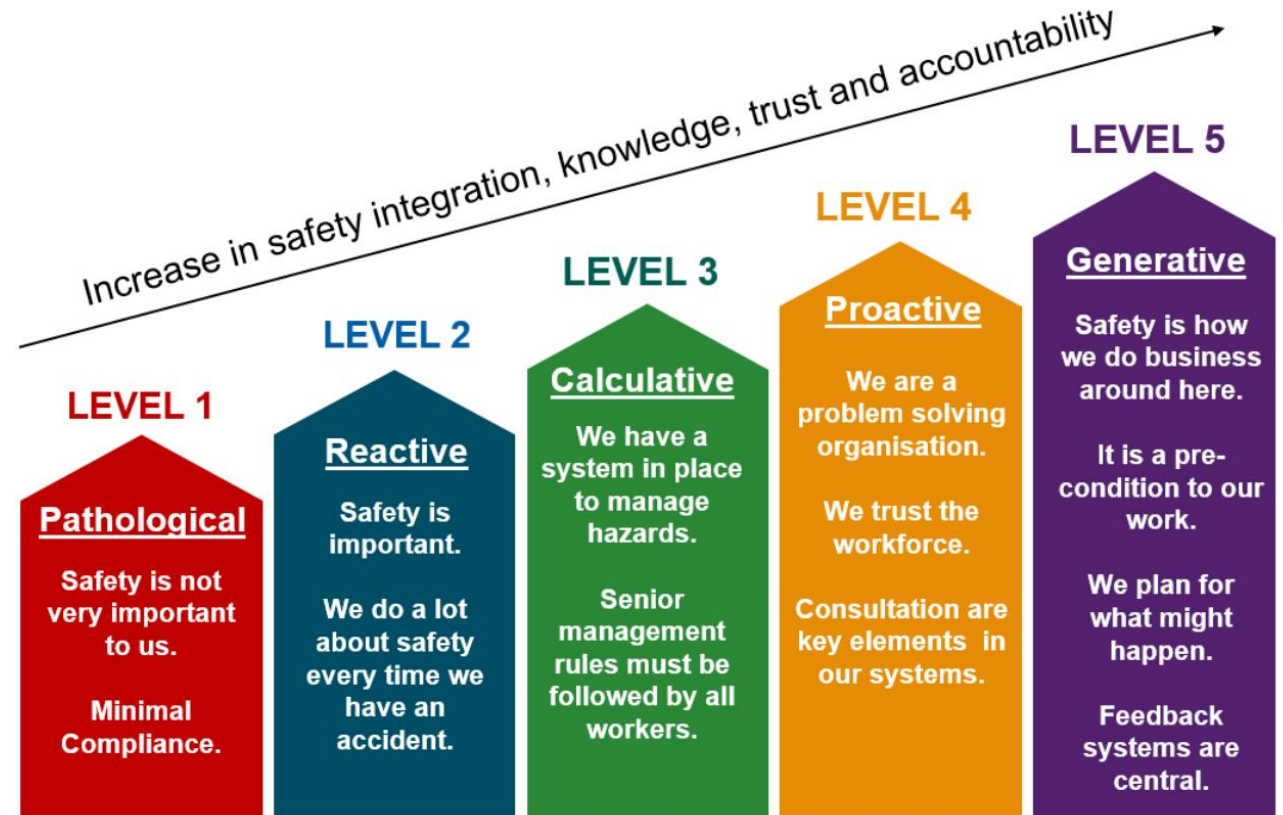 Increase in safety integration, knowledge, trust and accountability
LEVEL 1
Pathological
Safety is not
very important
to us.
Minimal
Compliance.
LEVEL 2
Reactive
Safety is
important.
We do a lot
about safety
every time we
have an
accident.
LEVEL 3
Calculative
We have a
system in place
to manage
hazards.
Senior
management
rules must be
followed by all
workers.
LEVEL 4
Proactive
We are a
problem solving
organisation.
We trust the
workforce.
Consultation are
key elements  in
our systems.
LEVEL 5
Generative
Safety is how
we do business
around here.
It is a pre-
condition to our
work.
We plan for
what might
happen.
Feedback
systems are
central.